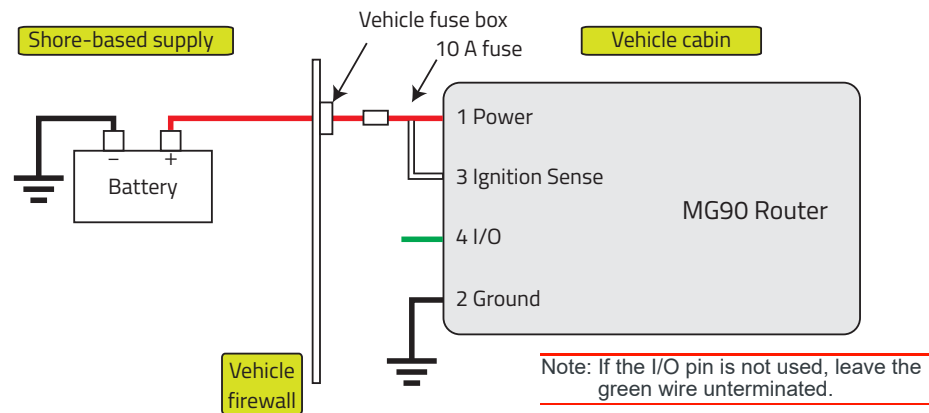 Vehicle fuse box
Shore-based supply
10 A fuse
Vehicle cabin
1 Power
– +
Battery
3 Ignition Sense
MG90 Router
4 I/O
2 Ground
Vehicle
firewall
Note: If the I/O pin is not used, leave the
green wire unterminated.